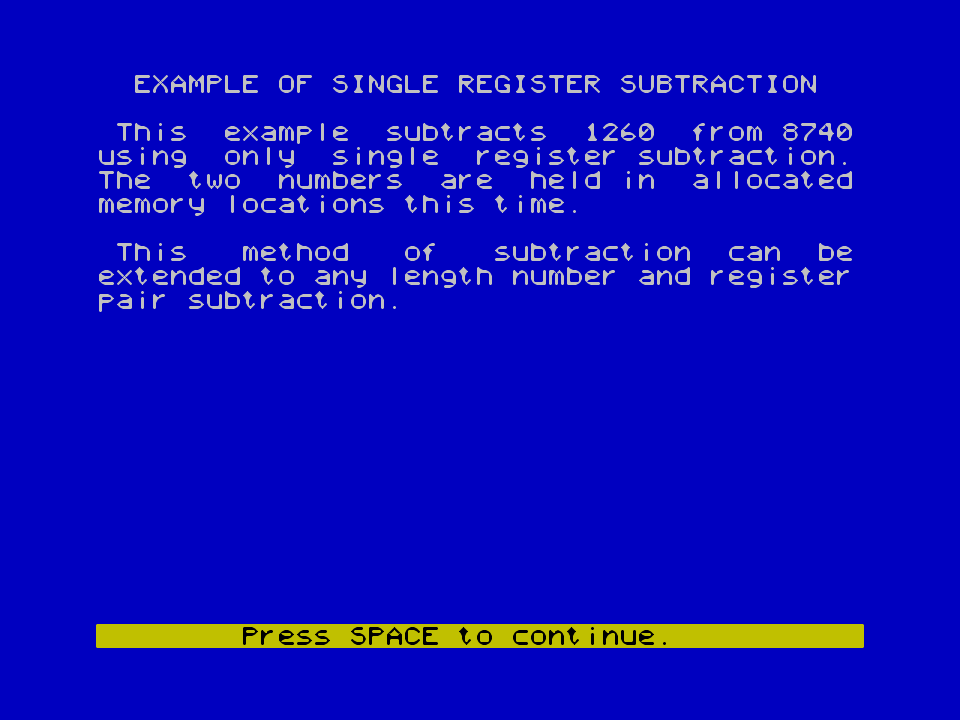 EXAMPLE OF SINGLE REGISTER SUBTRACTION
This example subtracts 1260 from 8740
using only single register subtraction.
The two numbers are held in allocated
memory locations this time.
This method of subtraction can be
extended to any length number and register
pair subtraction.
Press SPACE to continue.